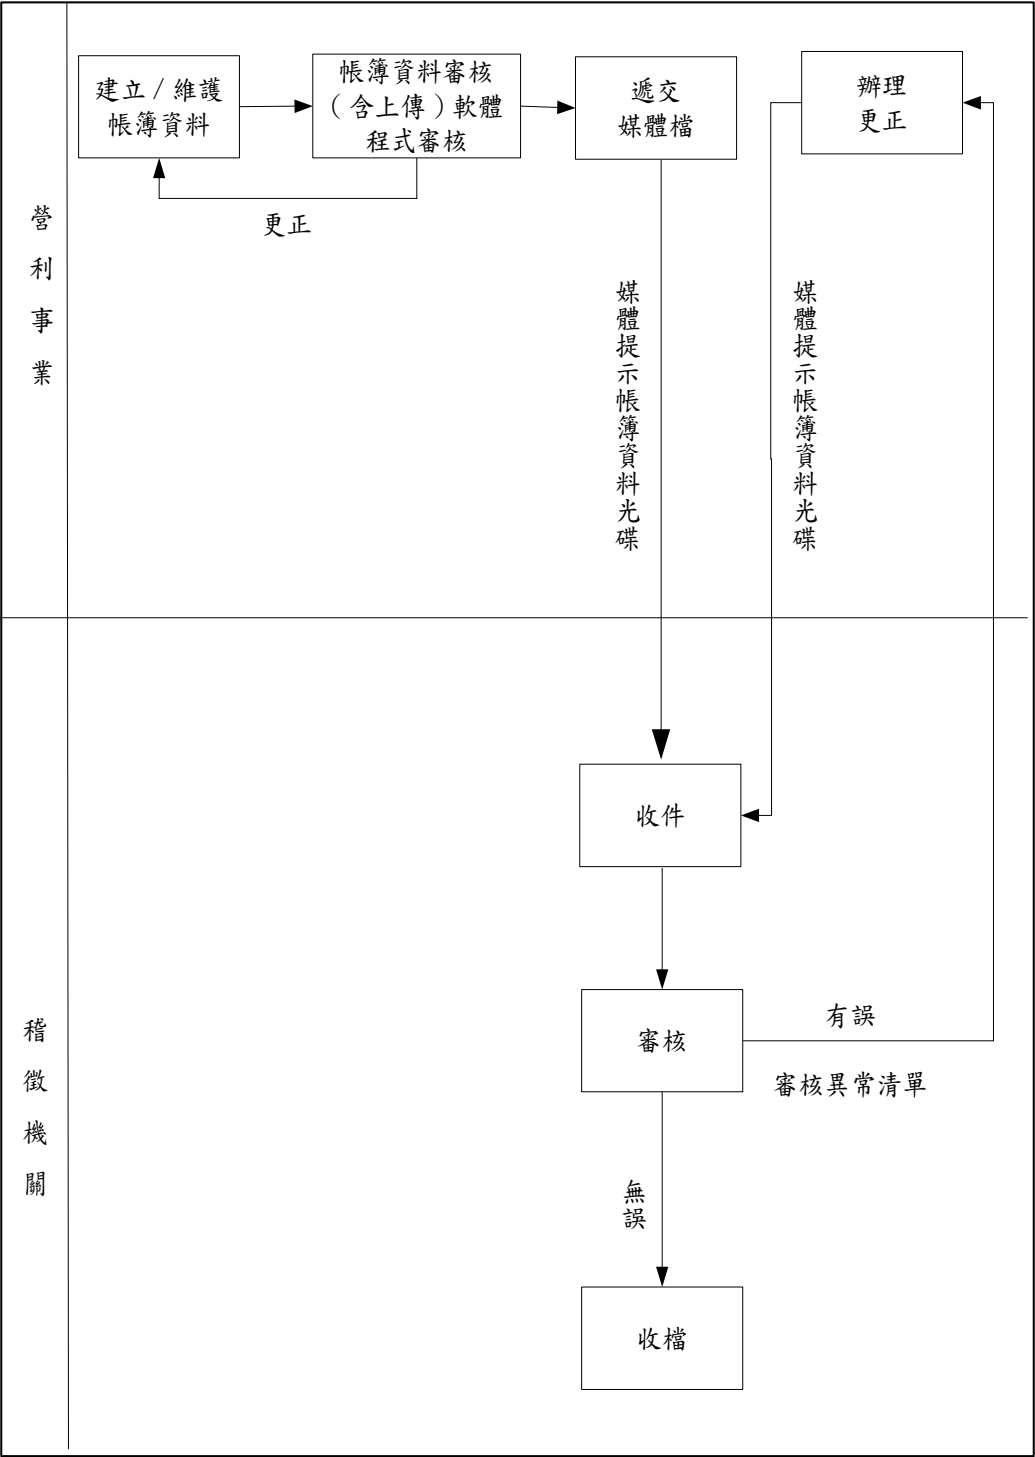 營利事業
建立／維護
帳簿資料
帳簿資料審核
（含上傳）軟體
程式審核
遞交
媒體檔
辦理
更正
更正
媒體提示帳簿資料光碟
媒體提示帳簿資料光碟
稽徵機關
收件
審核
有誤
審核異常清單
無誤
收檔